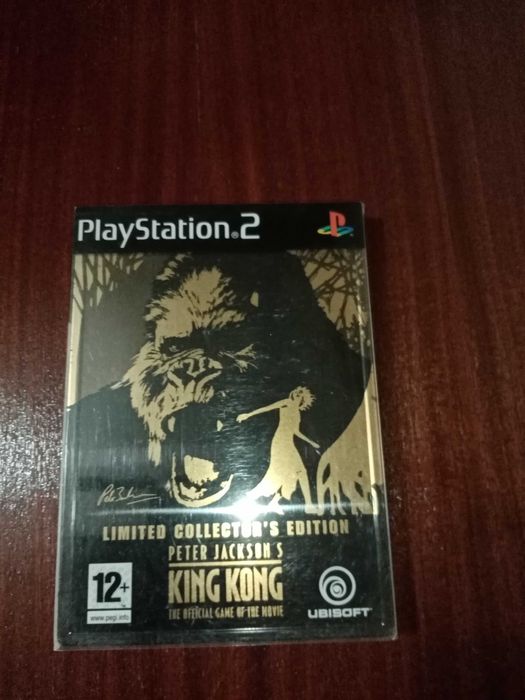 PlayStation®2
LIMITED COLLECTOR'S EDITION
PETER JACKSON'S
KING KONG
THE OFFICIAL GAME OF THE MOVIE
12+
www.pegi.info
UBISOFT